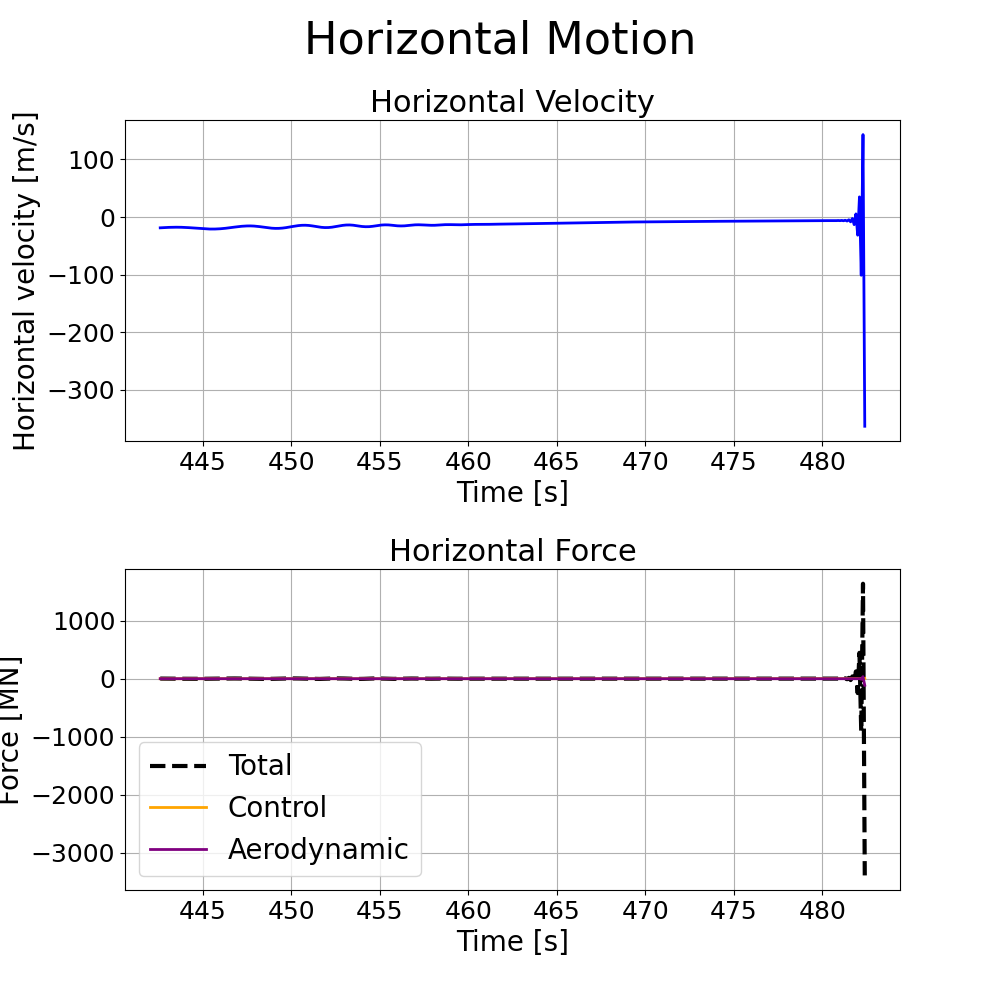 Horizontal Motion
Horizontal Velocity
Horizontal velocity [m/s]
100
0
−100
−200
−300
445 450 455 460 465 470 475 480
Time [s]
Horizontal Force
Force [MN]
1000
0
−1000
−2000
−3000
Total
Control
Aerodynamic
445 450 455 460 465 470 475 480
Time [s]